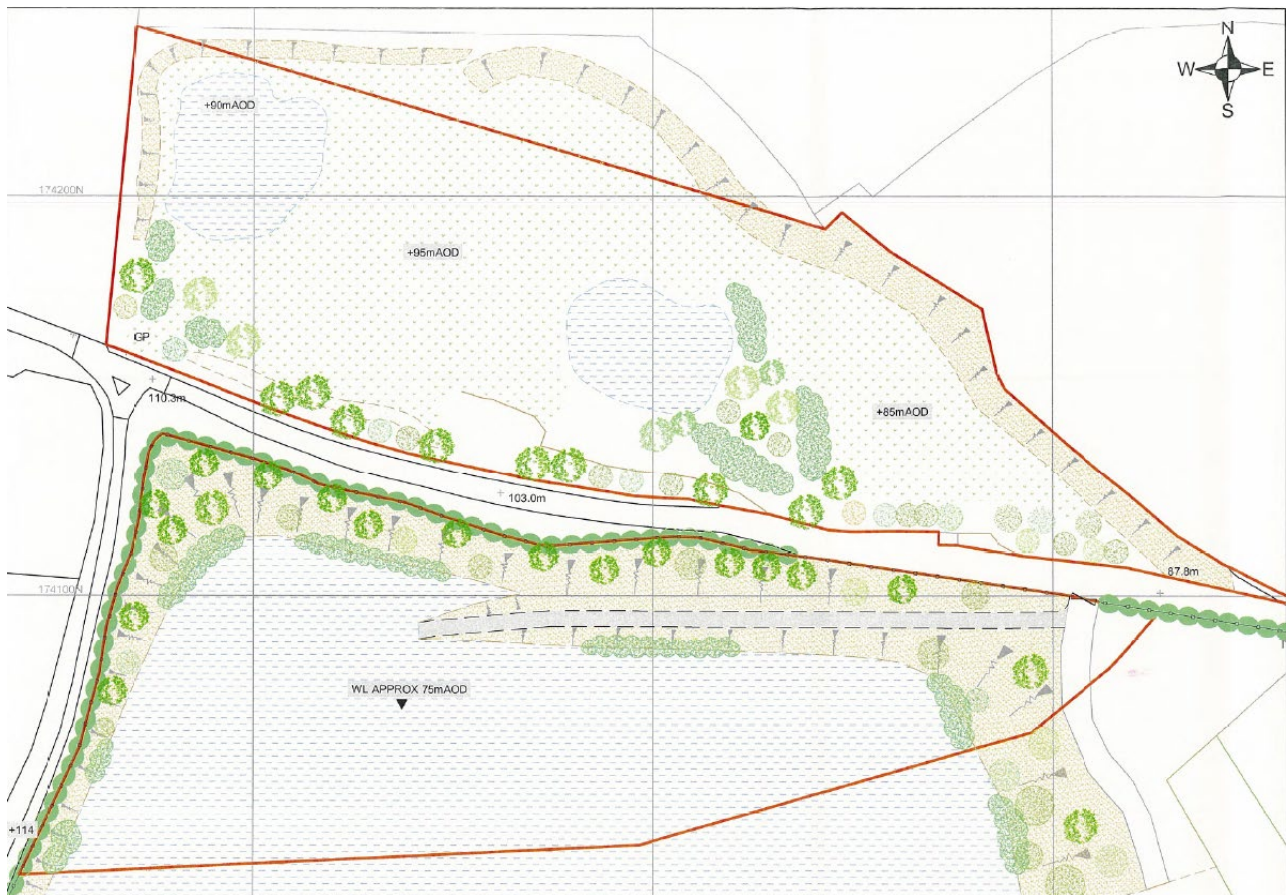 N
W E
S
+90mAOD
174200N
+95mAOD
GP
110.3m
+85mAOD
103.0m
87.8m
174100N
WL APPROX 75mAOD
+114